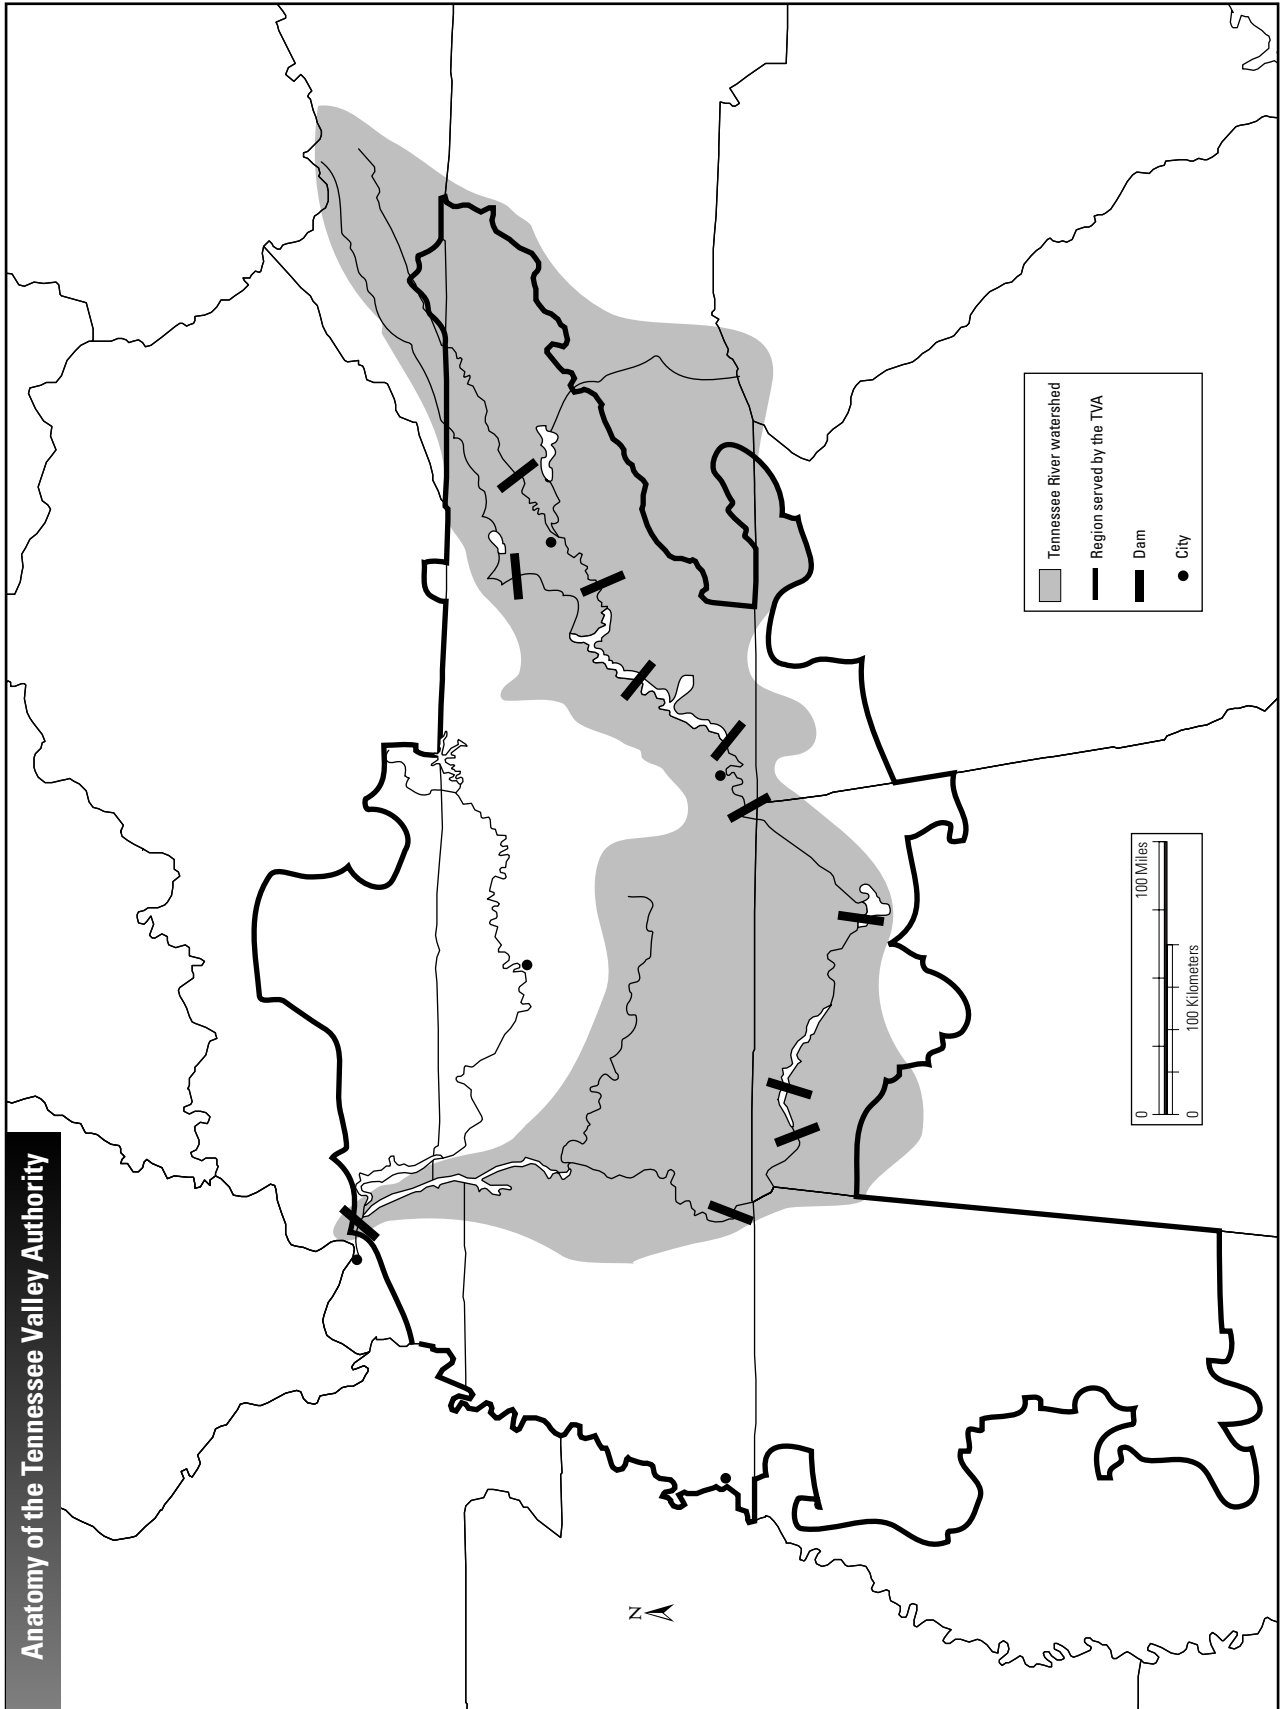 Anatomy of the Tennessee Valley Authority
Tennessee River watershed
Region served by the TVA
Dam
City
0 100 Miles
0 100 Kilometers
N